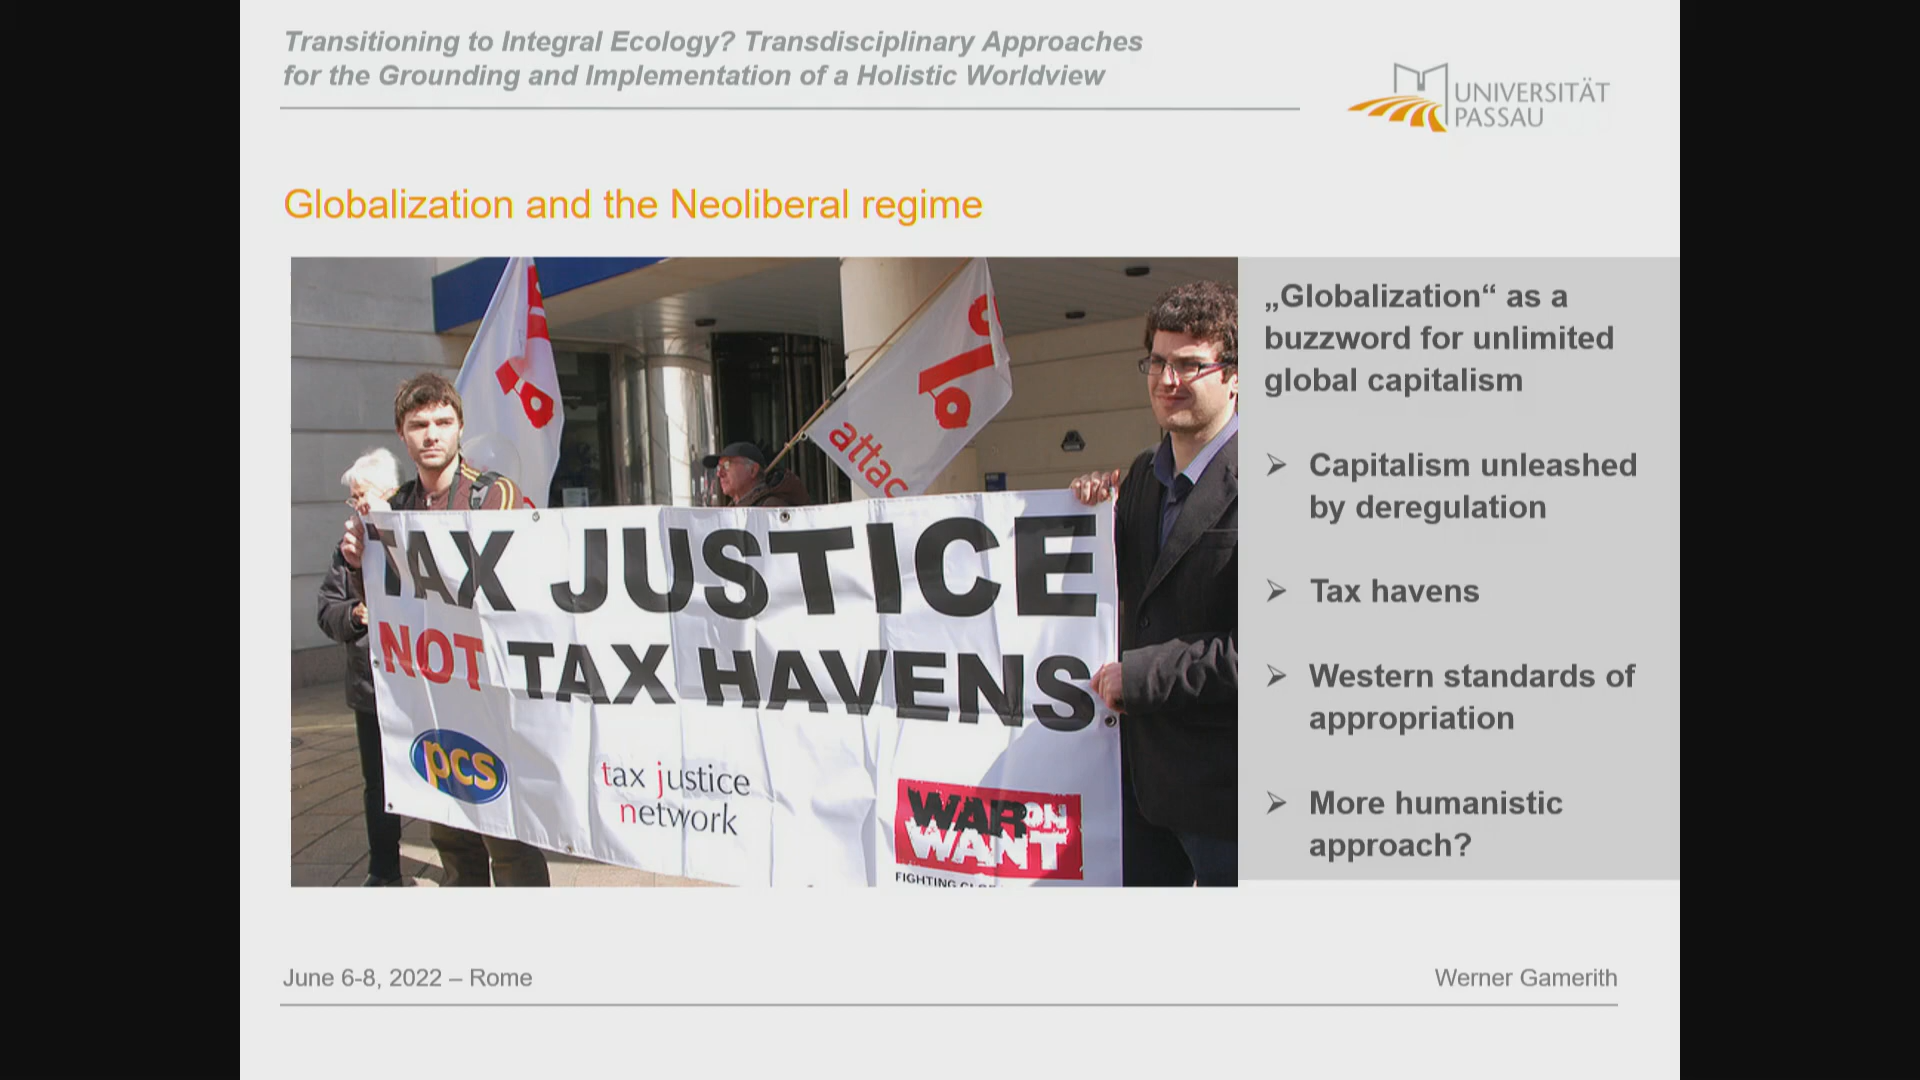 Transitioning to Integral Ecology? Transdisciplinary Approaches
for the Grounding and Implementation of a Holistic Worldview
UNIVERSITÄT
PASSAU
Globalization and the Neoliberal regime
attac
TAX JUSTICE
NOT TAX HAVENS
pcs
tax justice
network
WAR ON
WANT
FIGHTING
„Globalization“ as a
buzzword for unlimited
global capitalism
➢ Capitalism unleashed
by deregulation
➢ Tax havens
➢ Western standards of
appropriation
➢ More humanistic
approach?
June 6-8, 2022 – Rome
Werner Gamerith